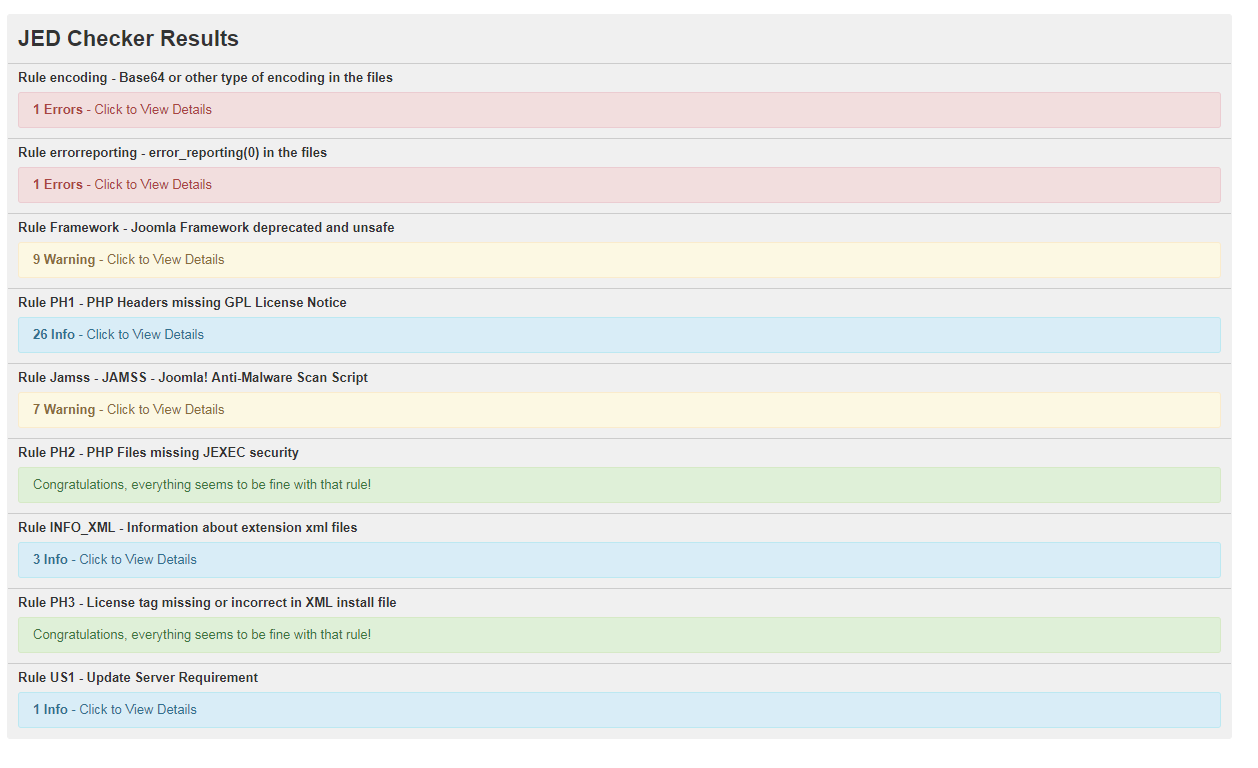 JED Checker Results
Rule encoding - Base64 or other type of encoding in the files
1 Errors - Click to View Details
Rule errorreporting - error_reporting(0) in the files
1 Errors - Click to View Details
Rule Framework - Joomla Framework deprecated and unsafe
9 Warning - Click to View Details
Rule PH1 - PHP Headers missing GPL License Notice
26 Info - Click to View Details
Rule Jamss - JAMSS - Joomla! Anti-Malware Scan Script
7 Warning - Click to View Details
Rule PH2 - PHP Files missing JEXEC security
Congratulations, everything seems to be fine with that rule!
Rule INFO_XML - Information about extension xml files
3 Info - Click to View Details
Rule PH3 - License tag missing or incorrect in XML install file
Congratulations, everything seems to be fine with that rule!
Rule US1 - Update Server Requirement
1 Info - Click to View Details